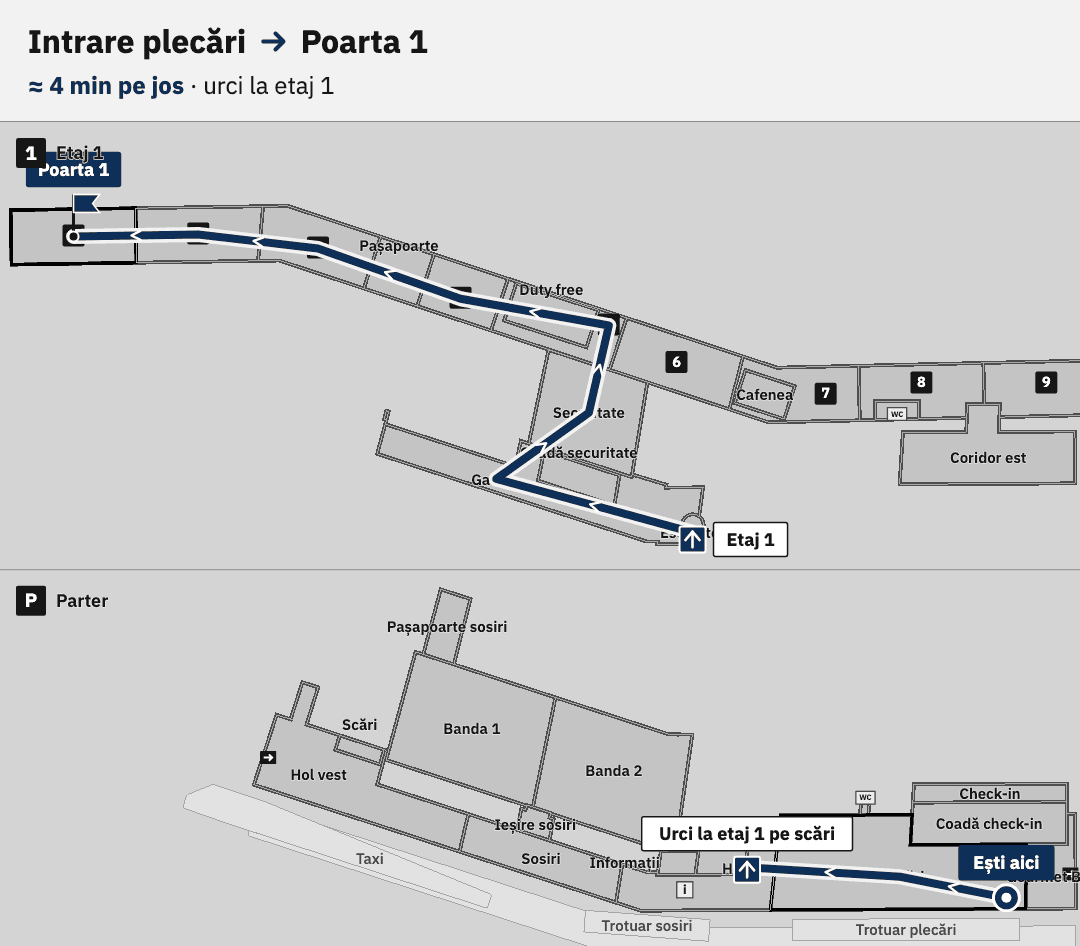 Intrare plecări → Poarta 1
≈ 4 min pe jos · urci la etaj 1
1 Etaj 1
Poarta 1
Pașapoarte
Duty free
6
Cafenea
7
8
9
wc
Securitate
Coadă securitate
Coridor est
Etaj 1
P Parter
Pașapoarte sosiri
Scări
Banda 1
Banda 2
Hol vest
Check-in
wc
Coadă check-in
Ieșire sosiri
Urci la etaj 1 pe scări
Sosiri
Informații
Ești aici
Taxi
i
Trotuar sosiri
Trotuar plecări